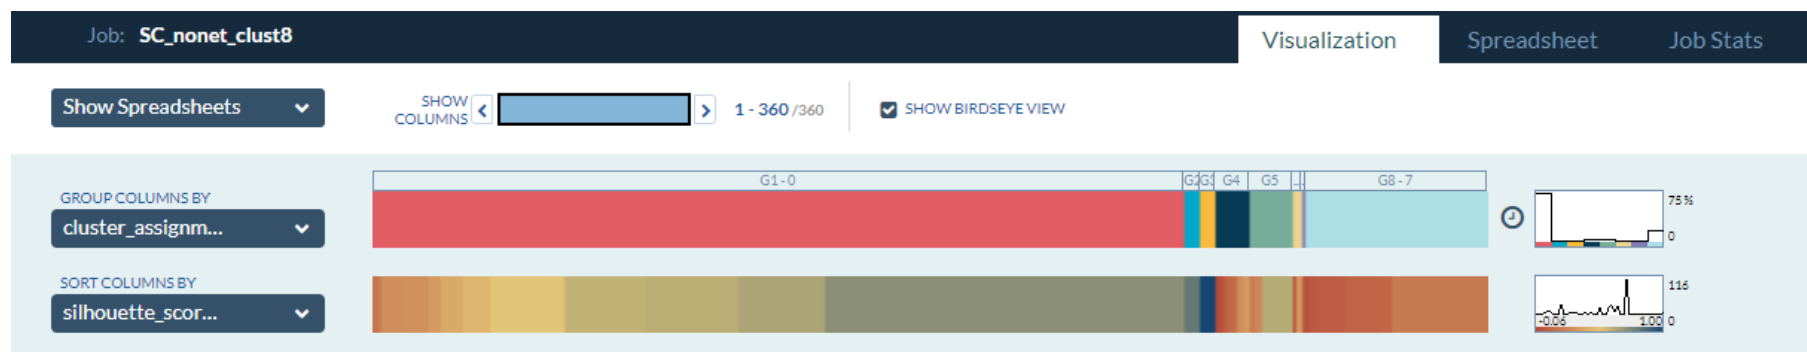 Job: SC_nonet_clust8
Visualization Spreadsheet Job Stats
Show Spreadsheets
SHOW COLUMNS
1 - 360 /360
SHOW BIRDSEYE VIEW
GROUP COLUMNS BY
cluster_assignm...
G1 - 0 G2 G3 G4 G5 ... G8 - 7
75%
0
SORT COLUMNS BY
silhouette_scor...
116
-0.06 1.00 0